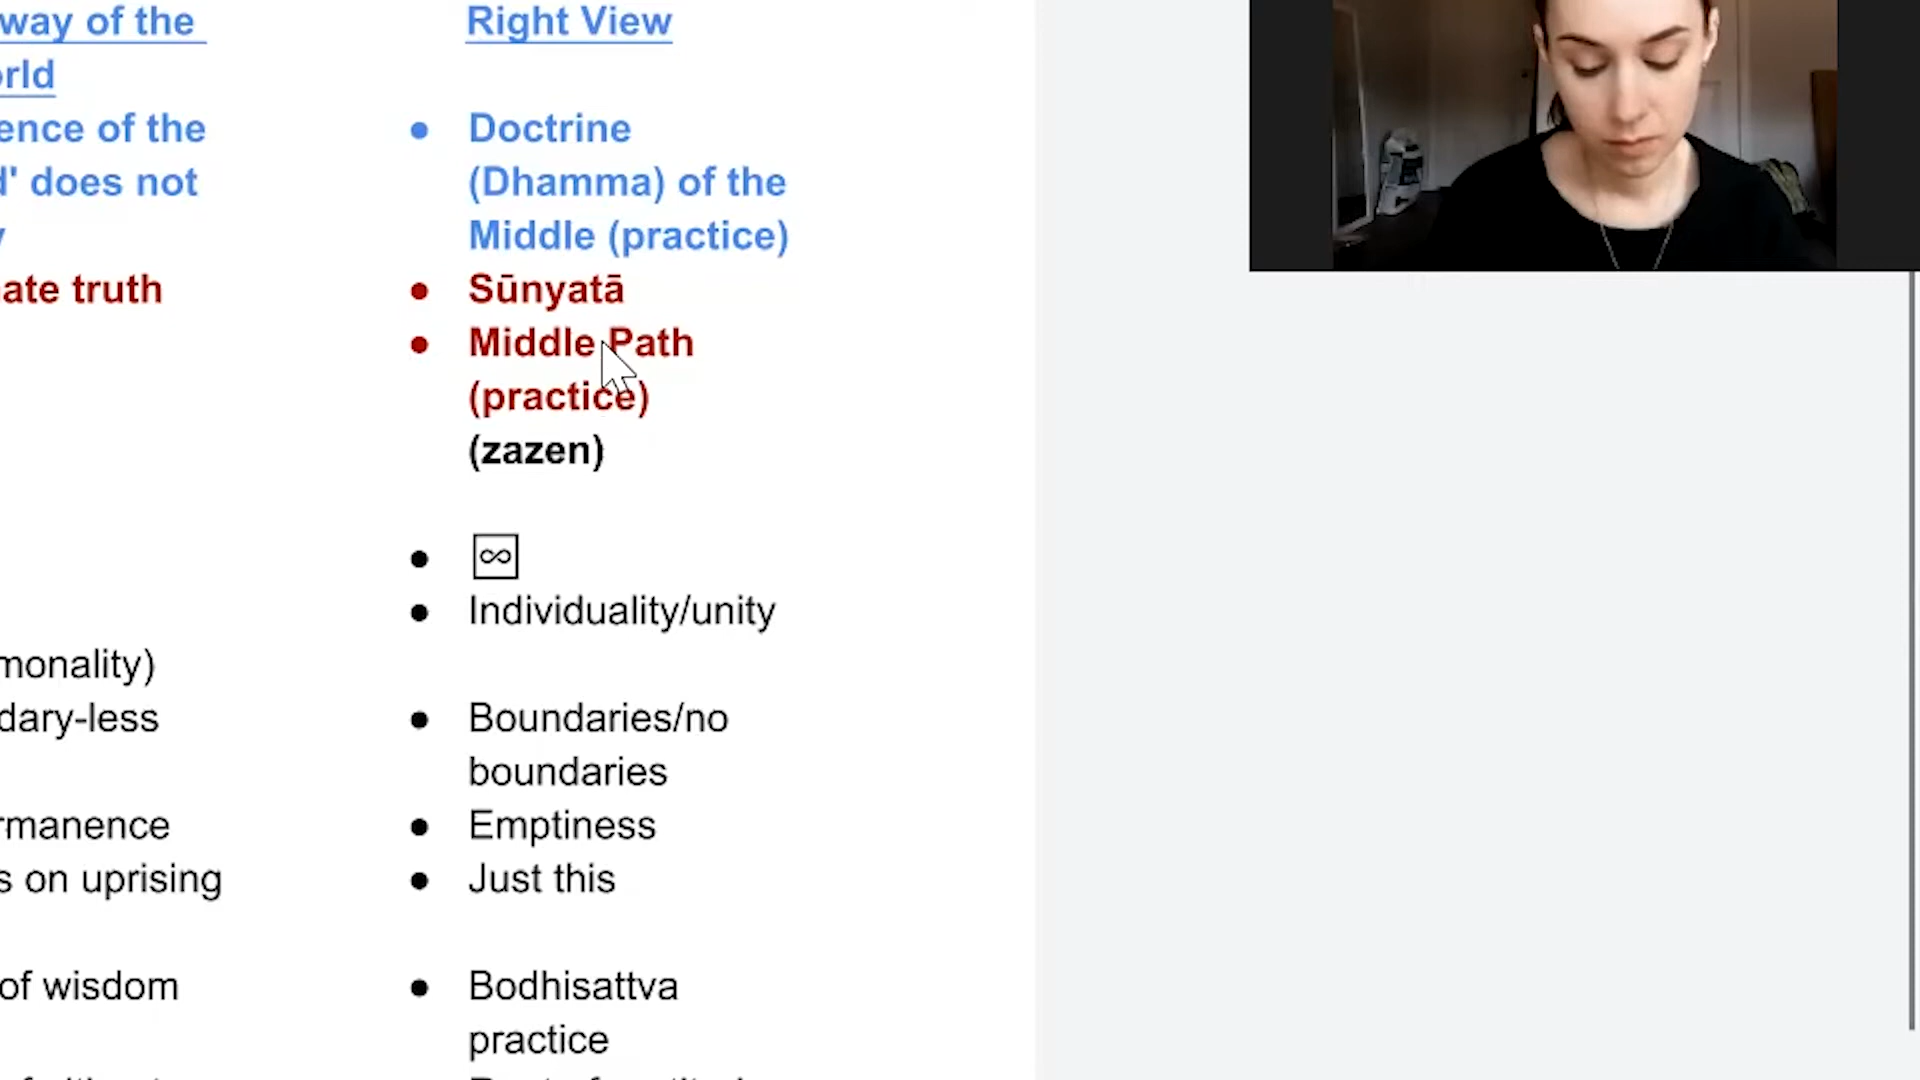 way of the
Right View
orld
ence of the
d' does not
ate truth
monality)
dary-less
rmanence
s on uprising
of wisdom
• Doctrine
(Dhamma) of the
Middle (practice)
• Sūnyatā
• Middle Path
(practice)
(zazen)
• ∞
• Individuality/unity
• Boundaries/no
boundaries
• Emptiness
• Just this
• Bodhisattva
practice